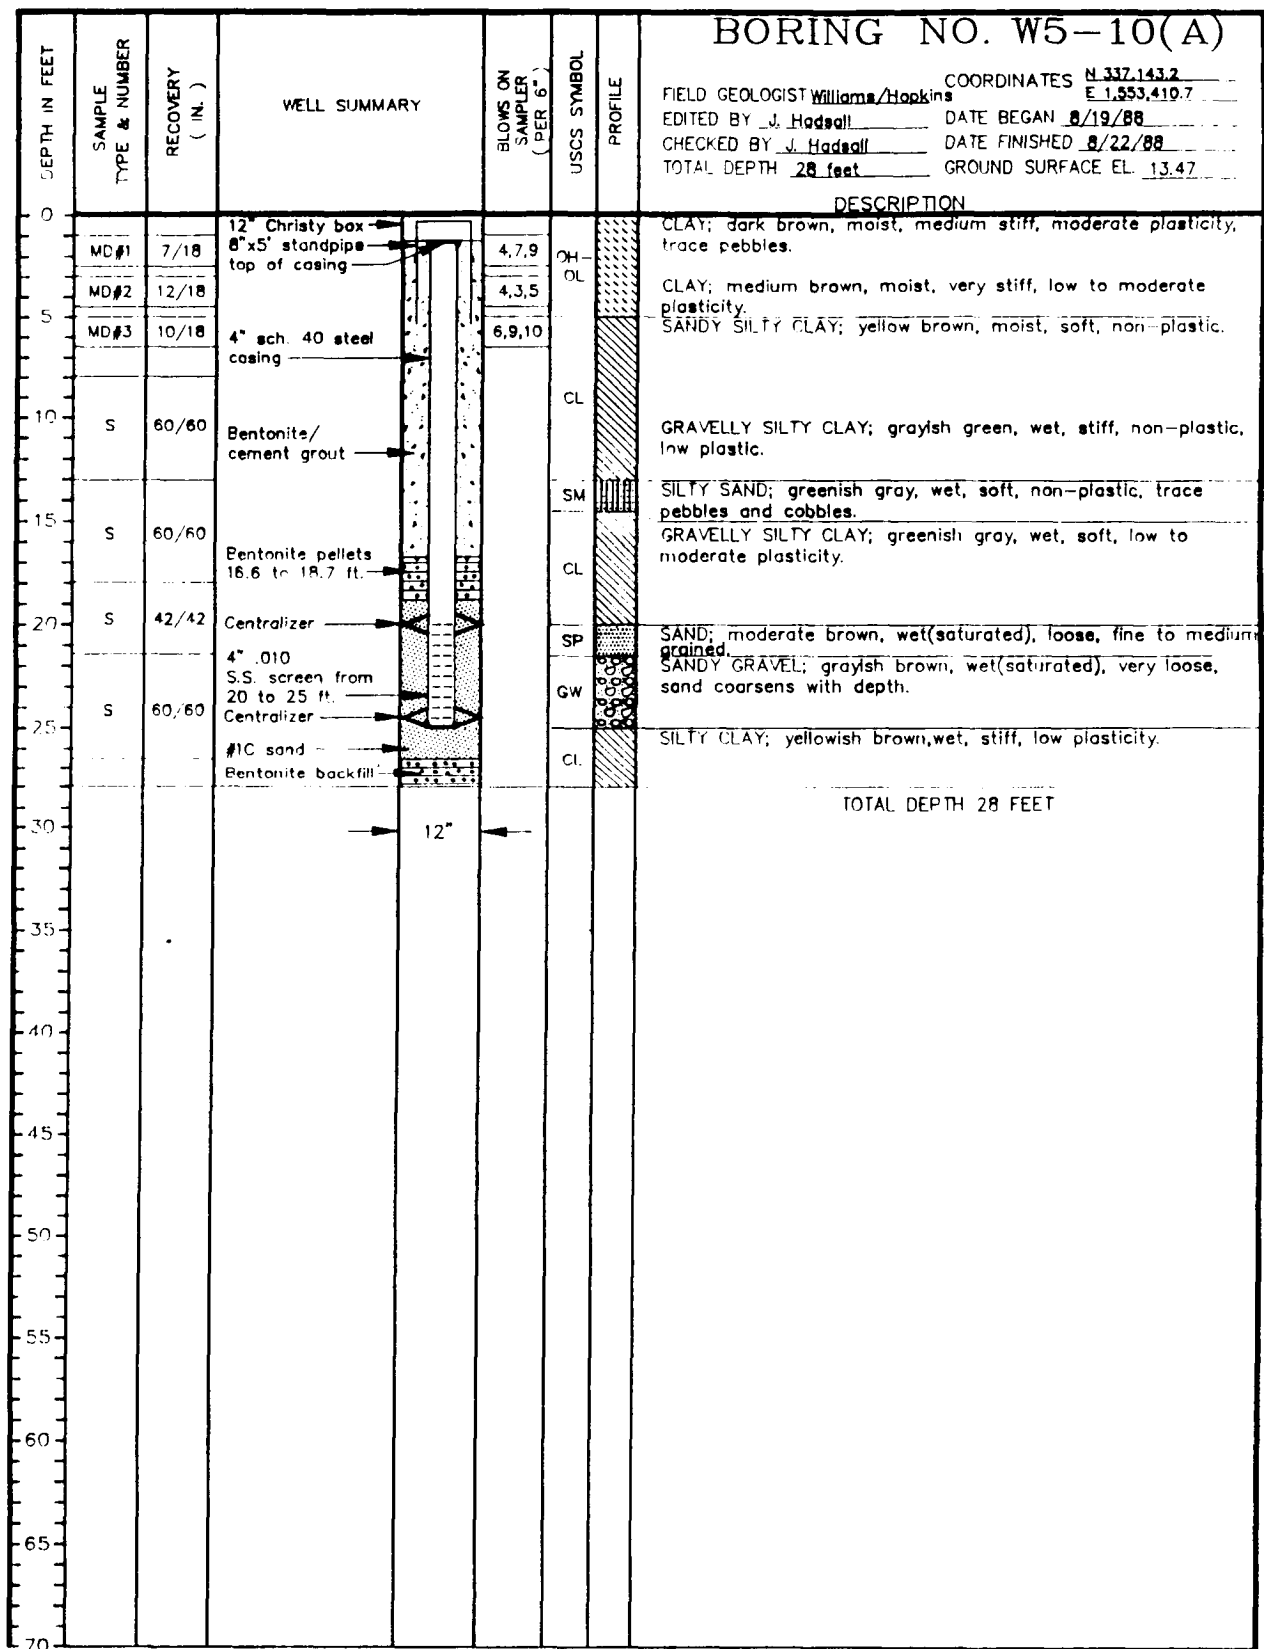 BORING NO. W5-10(A)
DEPTH IN FEET
SAMPLE
TYPE & NUMBER
RECOVERY
( IN. )
WELL SUMMARY
BLOWS ON
SAMPLER
( PER 6" )
USCS SYMBOL
PROFILE
FIELD GEOLOGIST Williams/Hopkins
COORDINATES N 337,143.2
E 1,553,410.7
EDITED BY J. Hadsall
DATE BEGAN 8/19/88
CHECKED BY J. Hadsall
DATE FINISHED 8/22/88
TOTAL DEPTH 28 feet
GROUND SURFACE EL. 13.47
DESCRIPTION
0
12" Christy box
CLAY; dark brown, moist, medium stiff, moderate plasticity,
trace pebbles.
MD#1
7/18
8"x5' standpipe
top of casing
4,7,9
OH-
OL
MD#2
12/18
4,3,5
CLAY; medium brown, moist, very stiff, low to moderate
plasticity.
5
MD#3
10/18
4" sch. 40 steel
casing
6,9,10
SANDY SILTY CLAY; yellow brown, moist, soft, non-plastic.
CL
10
S
60/60
Bentonite/
cement grout
GRAVELLY SILTY CLAY; grayish green, wet, stiff, non-plastic,
low plastic.
SM
SILTY SAND; greenish gray, wet, soft, non-plastic, trace
pebbles and cobbles.
15
S
60/60
GRAVELLY SILTY CLAY; greenish gray, wet, soft, low to
moderate plasticity.
Bentonite pellets
16.6 to 18.7 ft.
CL
20
S
42/42
Centralizer
SP
SAND; moderate brown, wet(saturated), loose, fine to medium
grained.
4" .010
S.S. screen from
20 to 25 ft.
GW
SANDY GRAVEL; grayish brown, wet(saturated), very loose,
sand coarsens with depth.
S
60/60
Centralizer
25
#1C sand
SILTY CLAY; yellowish brown,wet, stiff, low plasticity.
CL
Bentonite backfill
TOTAL DEPTH 28 FEET
30
12"
35
40
45
50
55
60
65
70